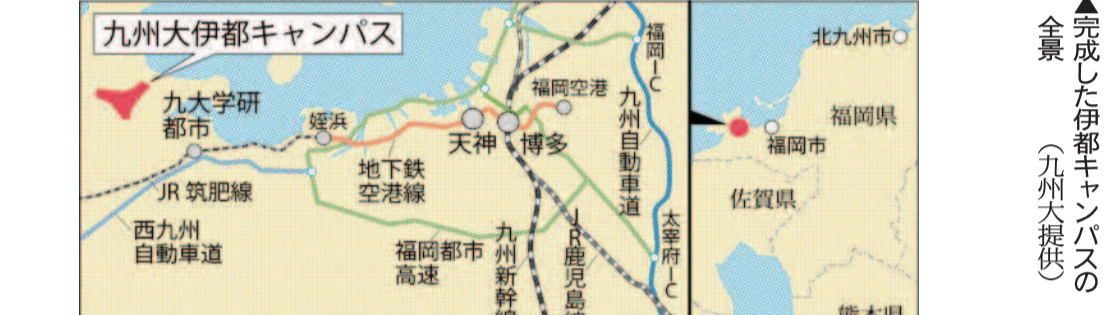 九州大伊都キャンパス
九大学研
都市
姪浜
天神
博多
福岡空港
福岡IC
九州自動車道
地下鉄
空港線
JR 筑肥線
西九州
自動車道
福岡都市
高速
九州新幹線
JR鹿児島線
太宰府IC
北九州市
福岡県
福岡市
佐賀県
熊本県
▲完成した伊都キャンパスの
全景　　（九州大提供）